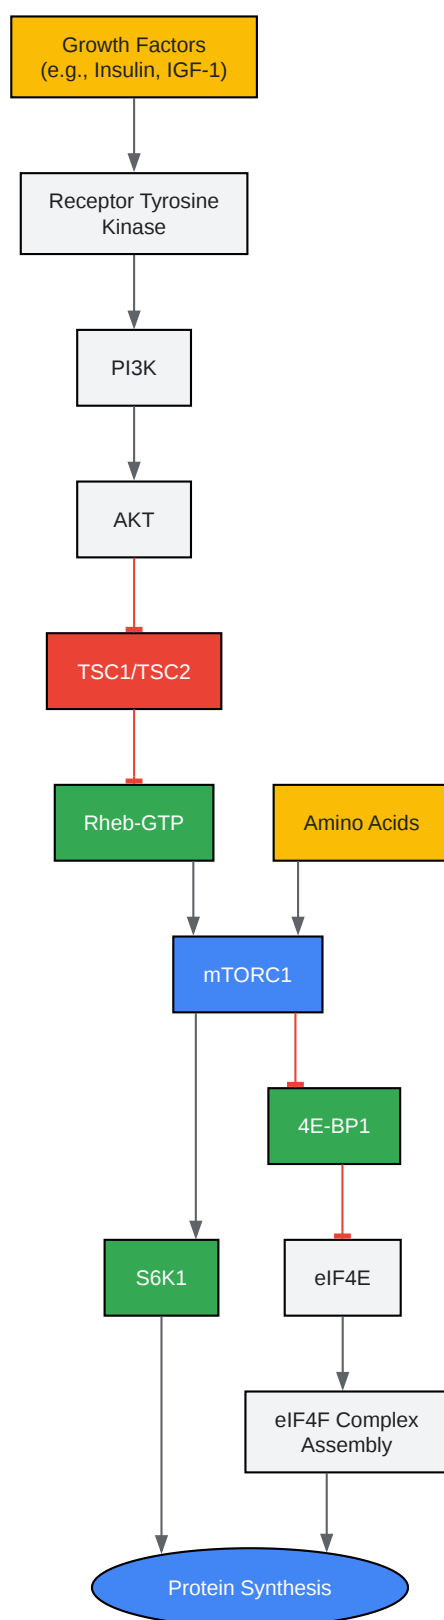 Growth Factors
(e.g., Insulin, IGF-1)
Receptor Tyrosine
Kinase
PI3K
AKT
TSC1/TSC2
Rheb-GTP
Amino Acids
mTORC1
4E-BP1
S6K1
eIF4E
eIF4F Complex
Assembly
Protein Synthesis